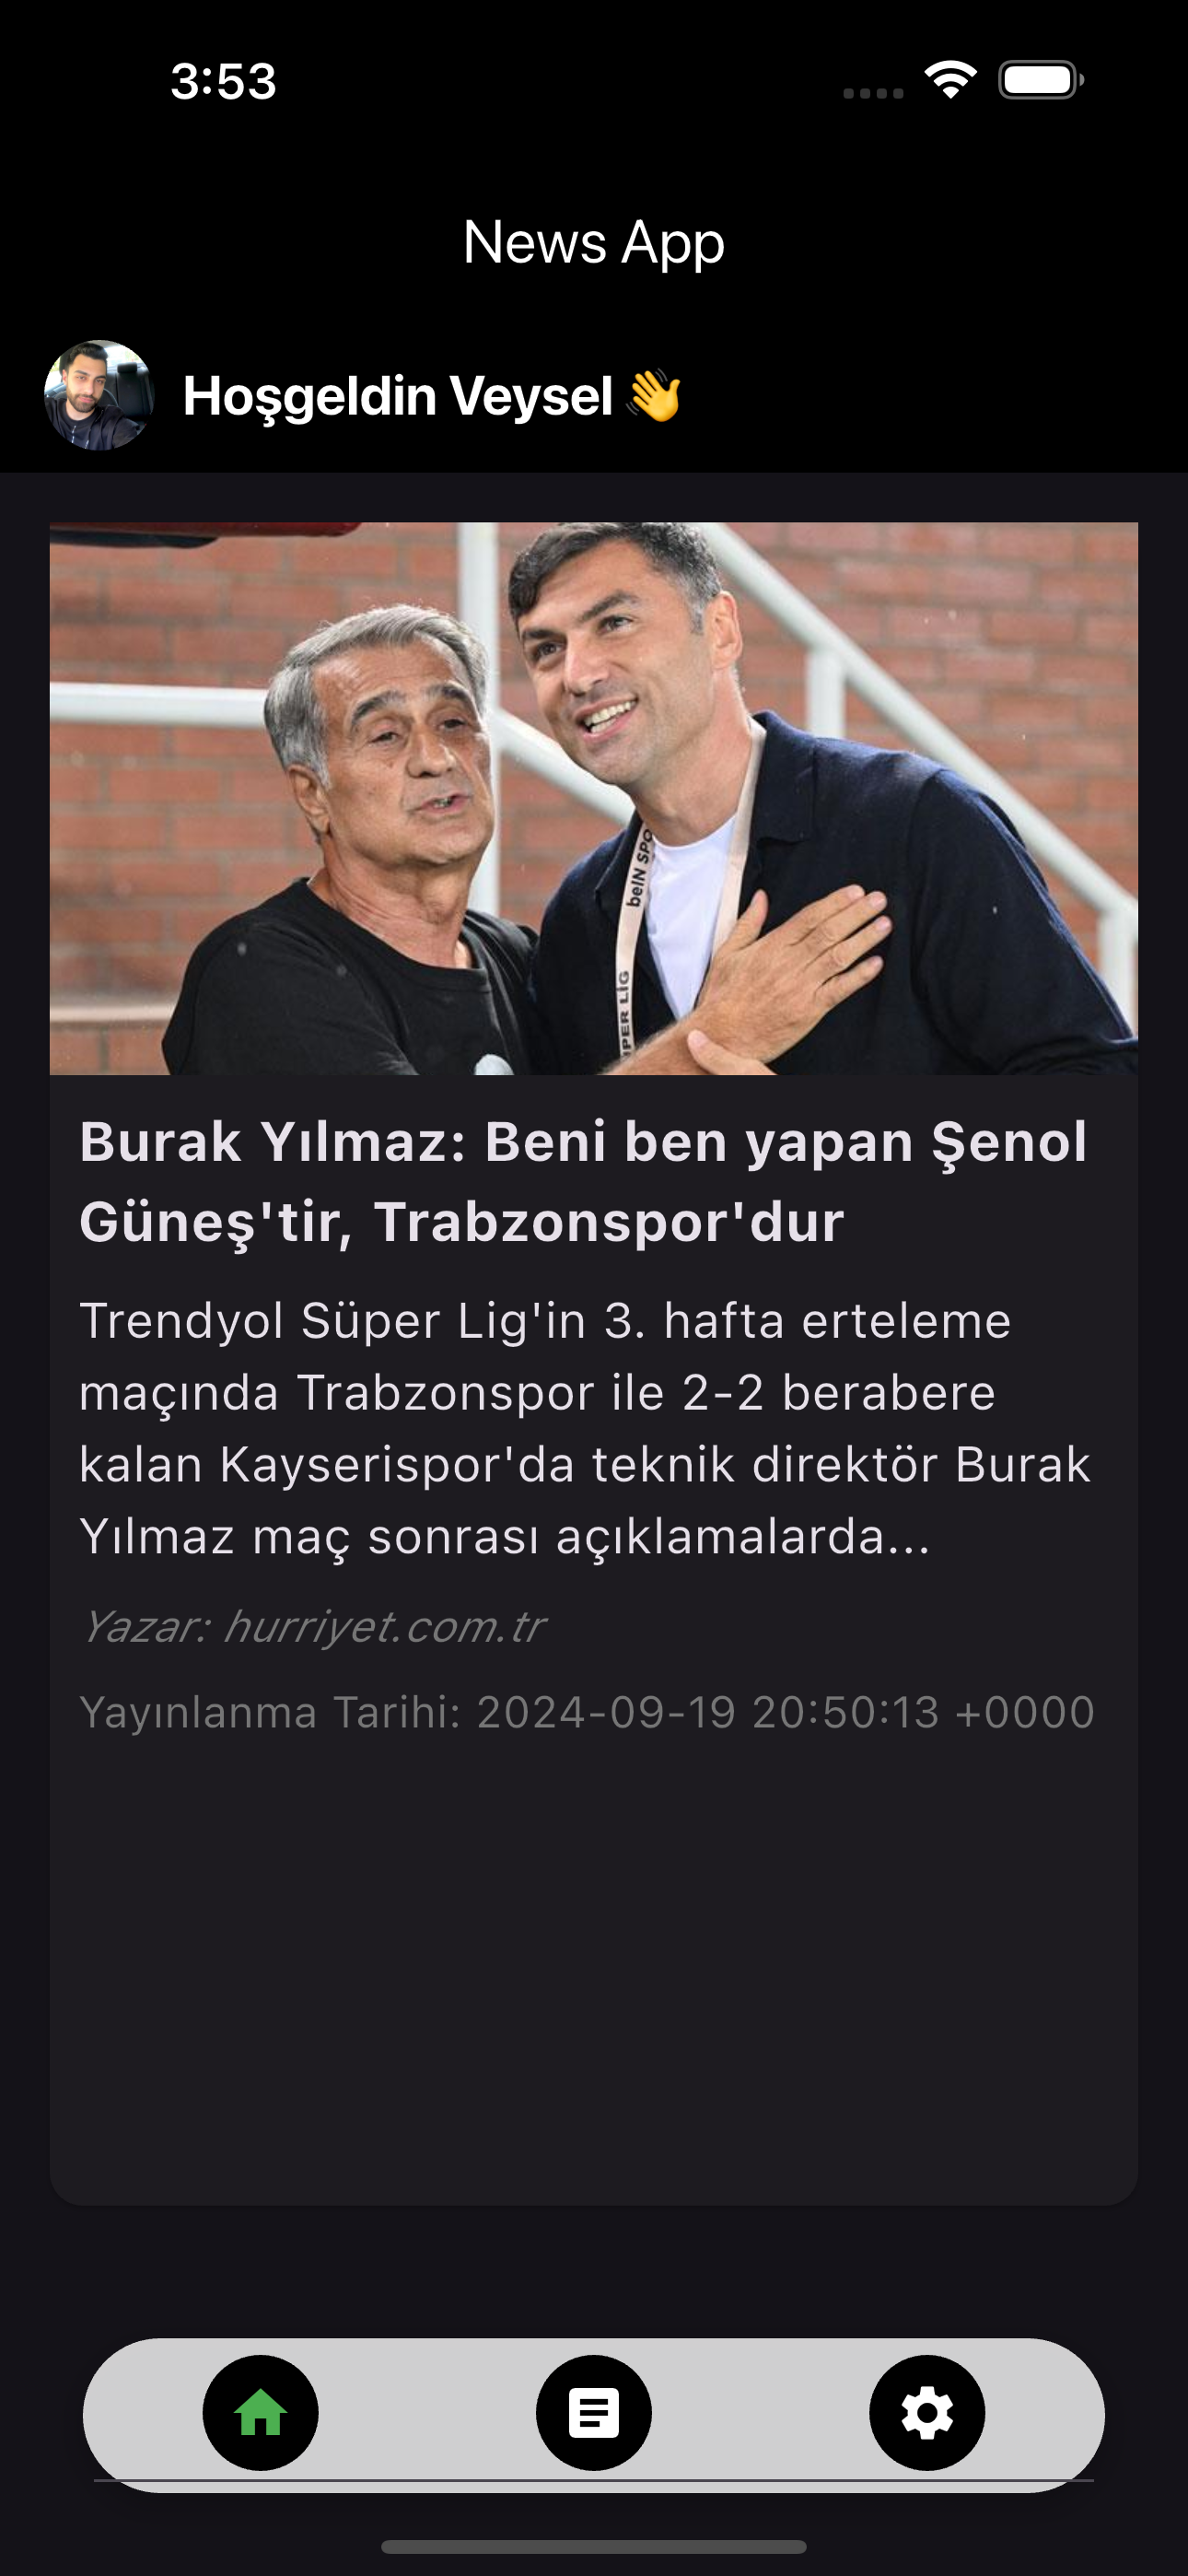 3:53
News App
Hoşgeldin Veysel 👋
beIN SPO
PER LİG
Burak Yılmaz: Beni ben yapan Şenol
Güneş'tir, Trabzonspor'dur
Trendyol Süper Lig'in 3. hafta erteleme
maçında Trabzonspor ile 2-2 berabere
kalan Kayserispor'da teknik direktör Burak
Yılmaz maç sonrası açıklamalarda...
Yazar: hurriyet.com.tr
Yayınlanma Tarihi: 2024-09-19 20:50:13 +0000